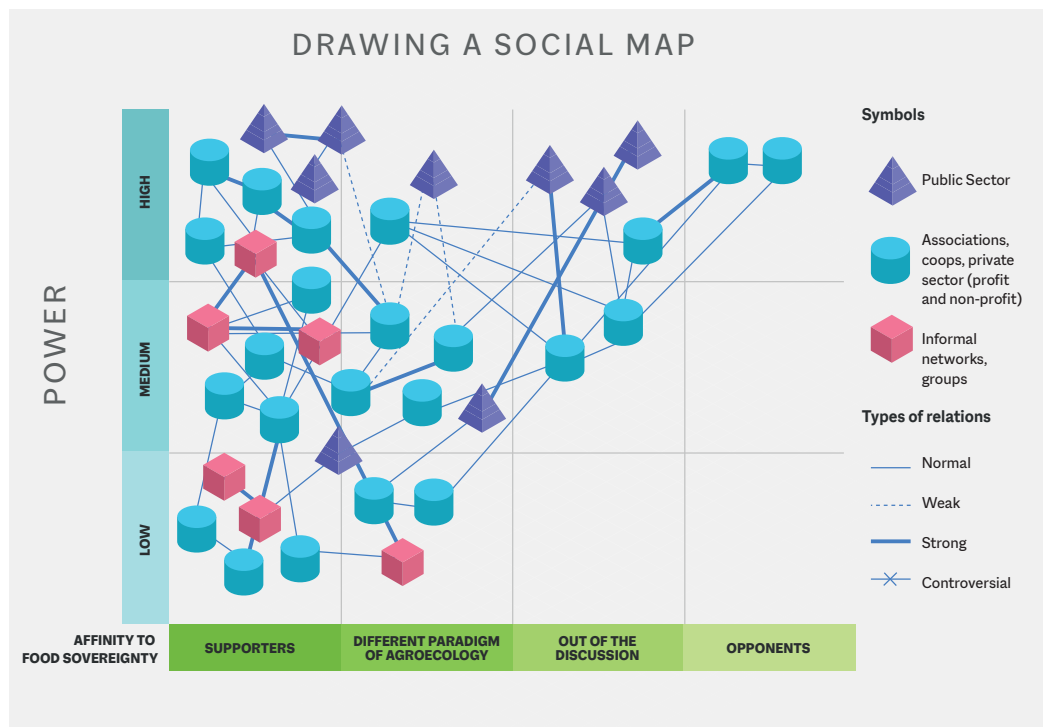 DRAWING A SOCIAL MAP
POWER
HIGH
MEDIUM
LOW
AFFINITY TO
FOOD SOVEREIGNTY
SUPPORTERS
DIFFERENT PARADIGM
OF AGROECOLOGY
OUT OF THE
DISCUSSION
OPPONENTS
Symbols
Public Sector
Associations,
coops, private
sector (profit
and non-profit)
Informal
networks,
groups
Types of relations
Normal
Weak
Strong
Controversial